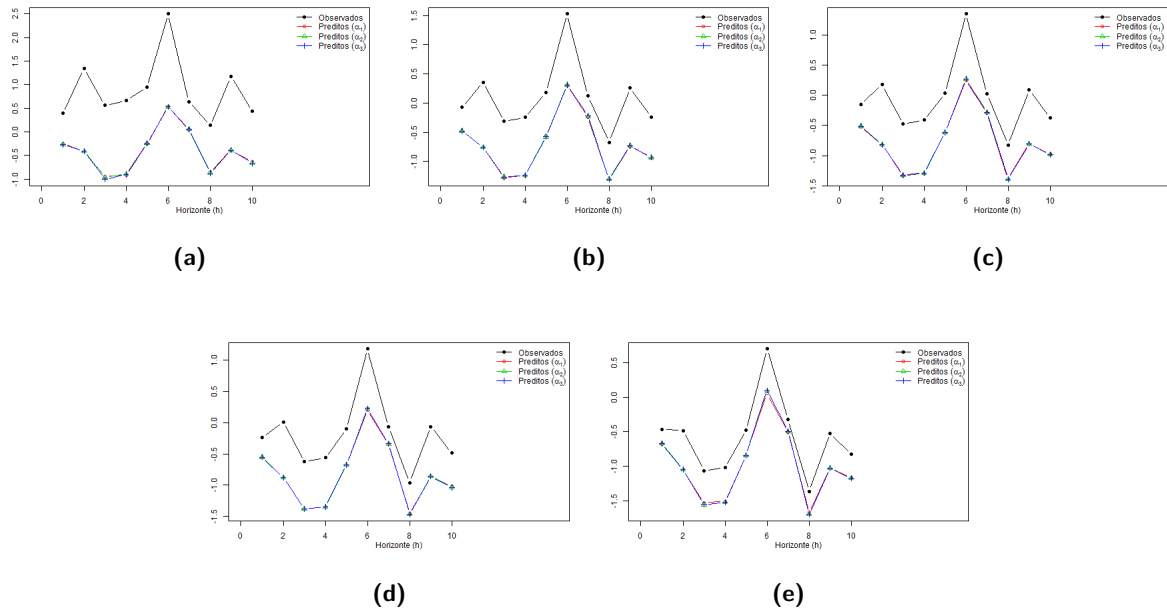 Observados
Preditos (α₁)
Preditos (α₂)
Preditos (α₃)
2.5
2.0
1.5
1.0
0.5
0.0
-0.5
-1.0
0 2 4 6 8 10
Horizonte (h)
(a)
Observados
Preditos (α₁)
Preditos (α₂)
Preditos (α₃)
1.5
1.0
0.5
0.0
-0.5
-1.0
0 2 4 6 8 10
Horizonte (h)
(b)
Observados
Preditos (α₁)
Preditos (α₂)
Preditos (α₃)
1.0
0.5
0.0
-0.5
-1.0
-1.5
0 2 4 6 8 10
Horizonte (h)
(c)
Observados
Preditos (α₁)
Preditos (α₂)
Preditos (α₃)
1.0
0.5
0.0
-0.5
-1.0
-1.5
0 2 4 6 8 10
Horizonte (h)
(d)
Observados
Preditos (α₁)
Preditos (α₂)
Preditos (α₃)
0.5
0.0
-0.5
-1.0
-1.5
0 2 4 6 8 10
Horizonte (h)
(e)